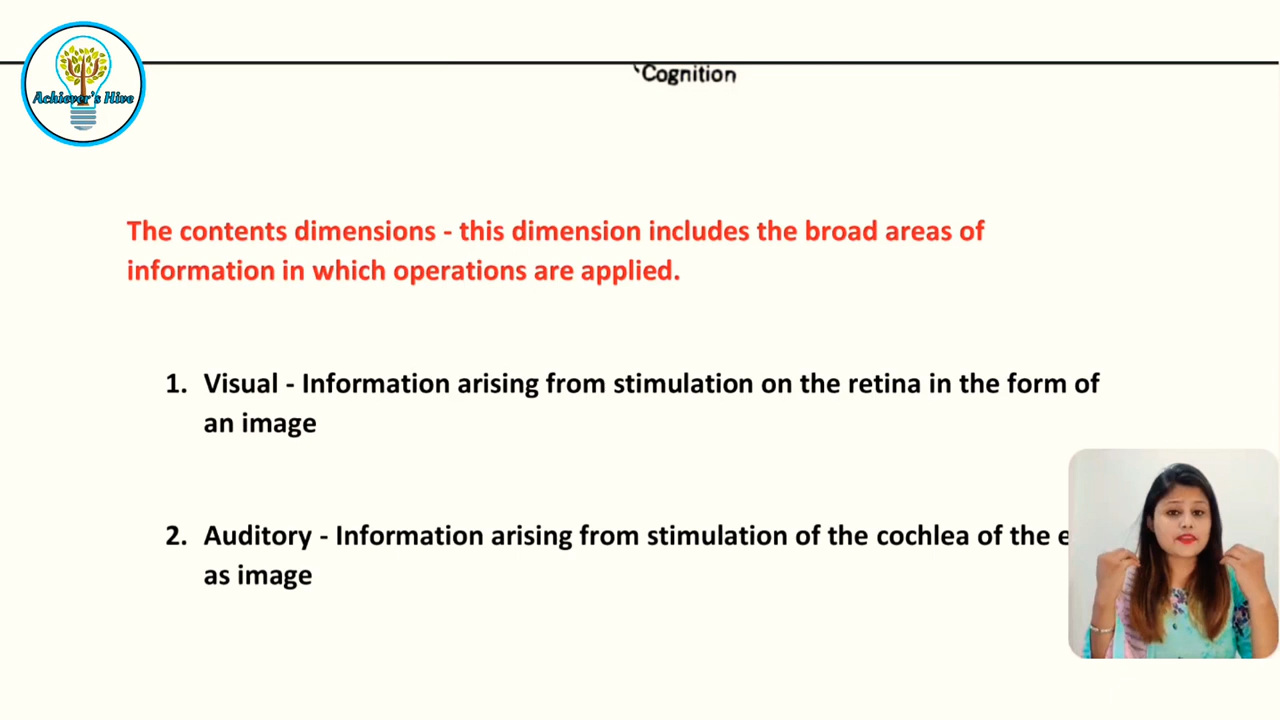 Cognition
Achiever's Hive
The contents dimensions - this dimension includes the broad areas of
information in which operations are applied.
1. Visual - Information arising from stimulation on the retina in the form of
an image
2. Auditory - Information arising from stimulation of the cochlea of the
as image